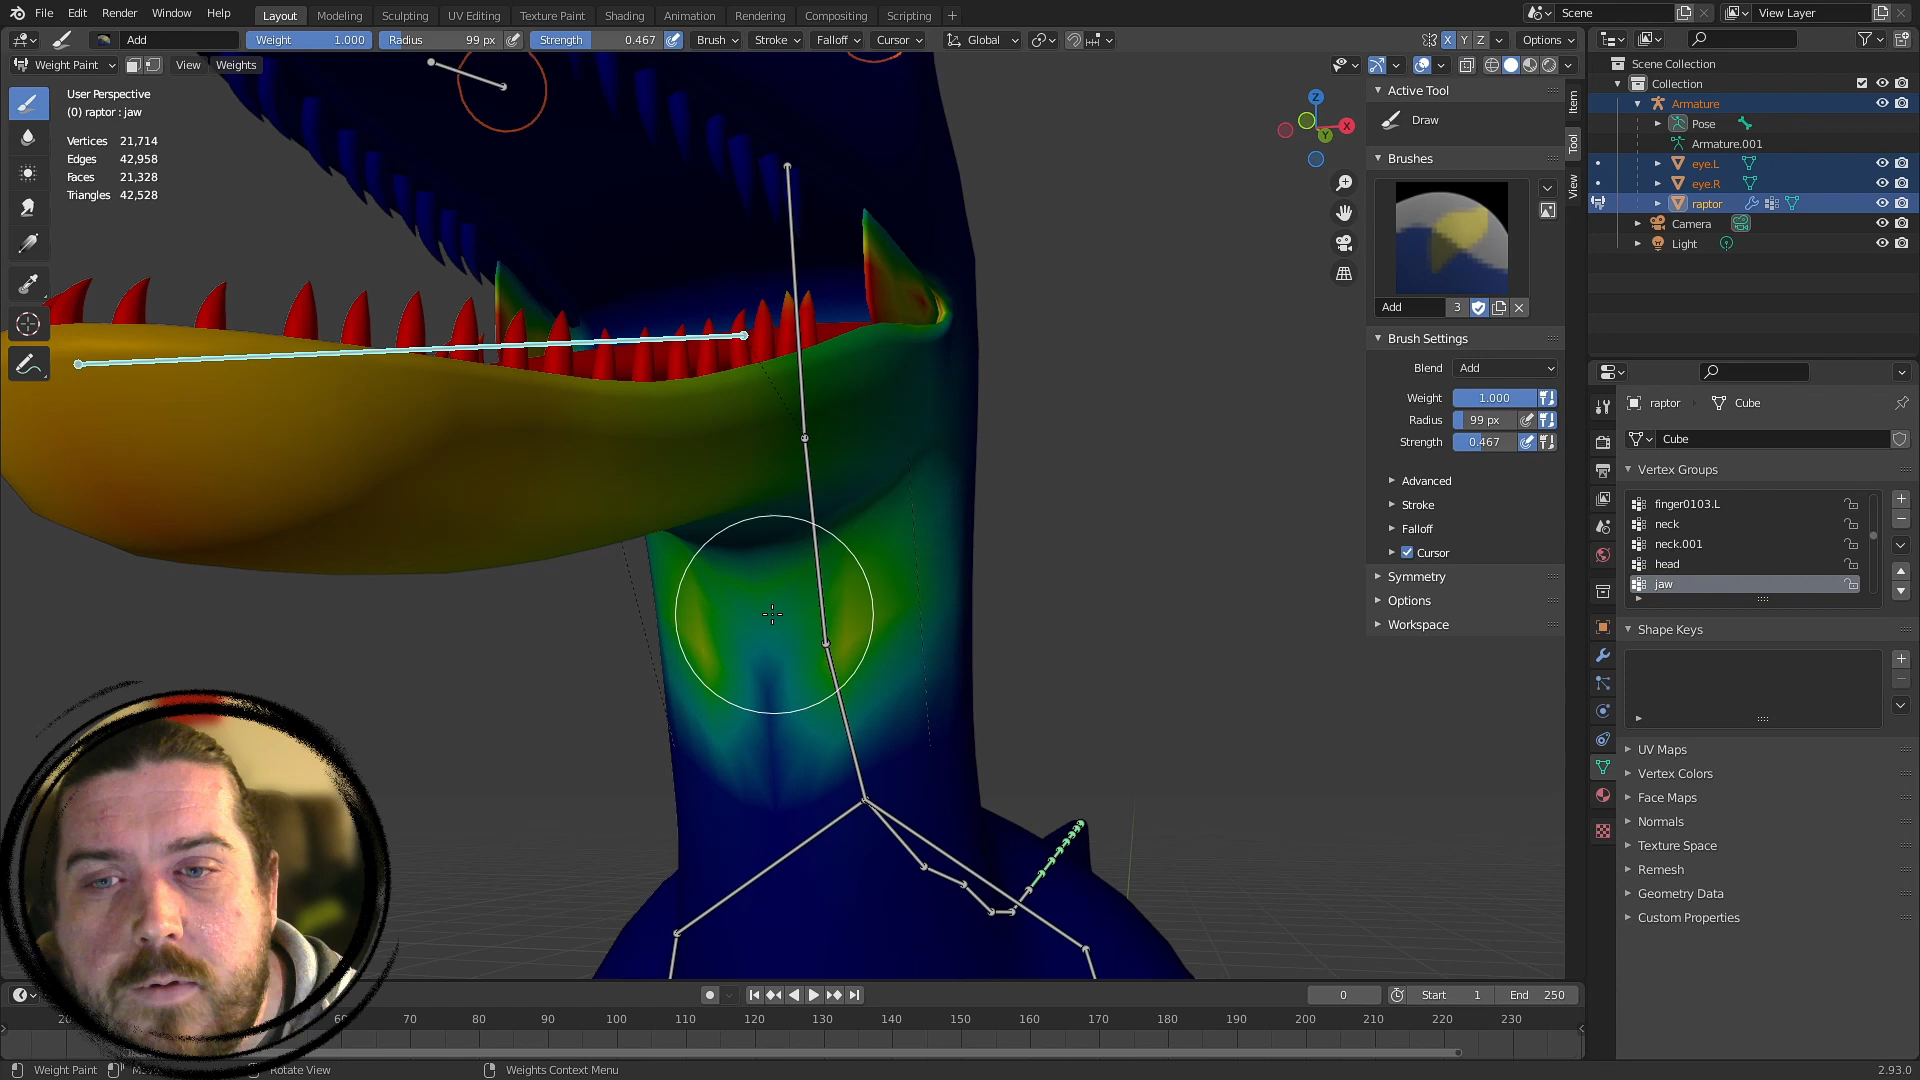 File Edit Render Window Help
Layout Modeling Sculpting UV Editing Texture Paint Shading Animation Rendering Compositing Scripting +
Scene
View Layer
Add
Weight 1.000
Radius 99 px
Strength 0.467
Brush Stroke Falloff Cursor
Global
X Y Z
Options
Weight Paint
View Weights
User Perspective
(0) raptor : jaw
Vertices 21,714
Edges 42,958
Faces 21,328
Triangles 42,528
Z
X
Y
Item
Tool
View
Active Tool
Draw
Brushes
Add 3
Brush Settings
Blend Add
Weight 1.000
Radius 99 px
Strength 0.467
Advanced
Stroke
Falloff
Cursor
Symmetry
Options
Workspace
Scene Collection
Collection
Armature
Pose
Armature.001
eye.L
eye.R
raptor
Camera
Light
raptor Cube
Cube
Vertex Groups
finger0103.L
neck
neck.001
head
jaw
Shape Keys
UV Maps
Vertex Colors
Face Maps
Normals
Texture Space
Remesh
Geometry Data
Custom Properties
0
Start 1
End 250
20 60 70 80 90 100 110 120 130 140 150 160 170 180 190 200 210 220 230
Weight Paint
Rotate View
Weights Context Menu
2.93.0